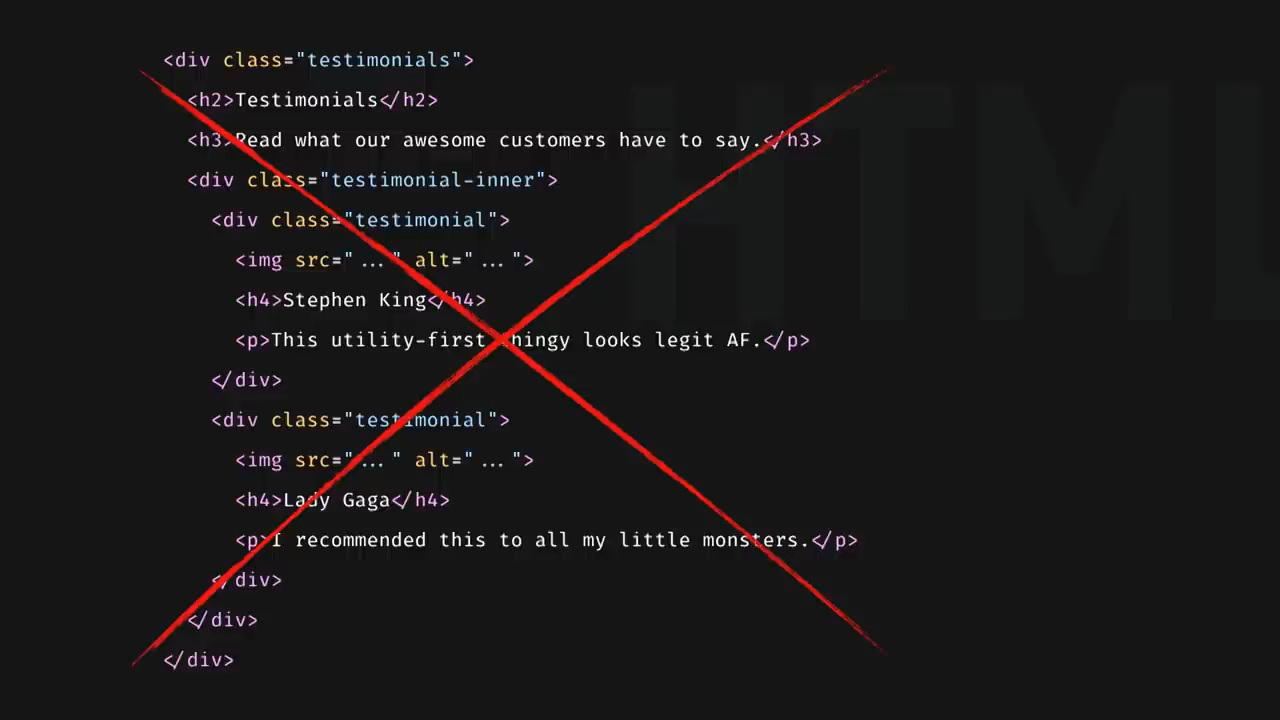 <div class="testimonials">
<h2>Testimonials</h2>
<h3>Read what our awesome customers have to say.</h3>
<div class="testimonial-inner">
<div class="testimonial">
<img src="..." alt="...">
<h4>Stephen King</h4>
<p>This utility-first thingy looks legit AF.</p>
</div>
<div class="testimonial">
<img src="..." alt="...">
<h4>Lady Gaga</h4>
<p>I recommended this to all my little monsters.</p>
</div>
</div>
</div>
HTML